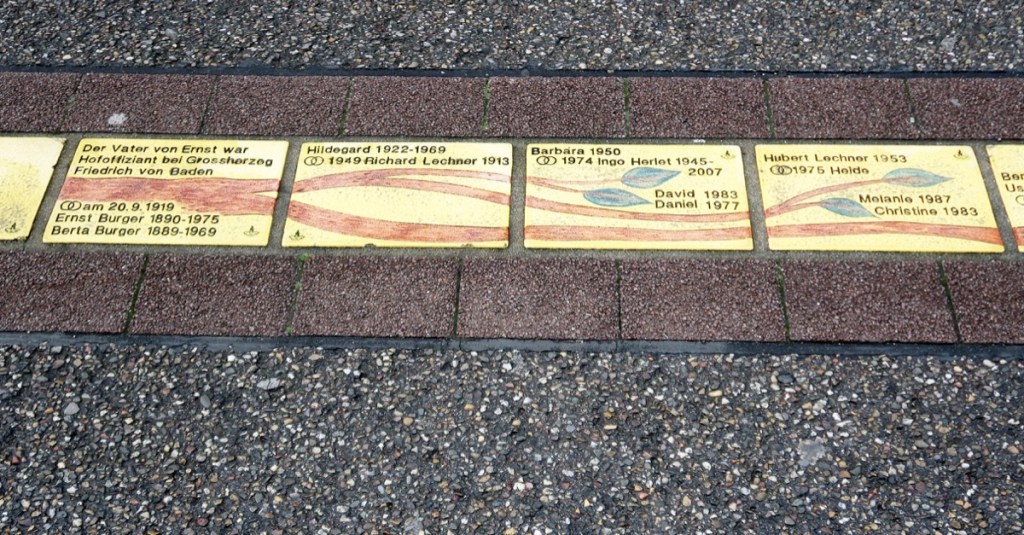 Der Vater von Ernst war
Hofoffiziant bei Grossherzeg
Friedrich von Baden
am 20.9.1919
Ernst Burger 1890-1975
Berta Burger 1889-1969
Hildegard 1922-1969
1949 Richard Lechner 1913
Barbara 1950
1974 Ingo Herlet 1945-
2007
David 1983
Daniel 1977
Hubert Lechner 1953
1975 Heide
Melanie 1987
Christine 1983